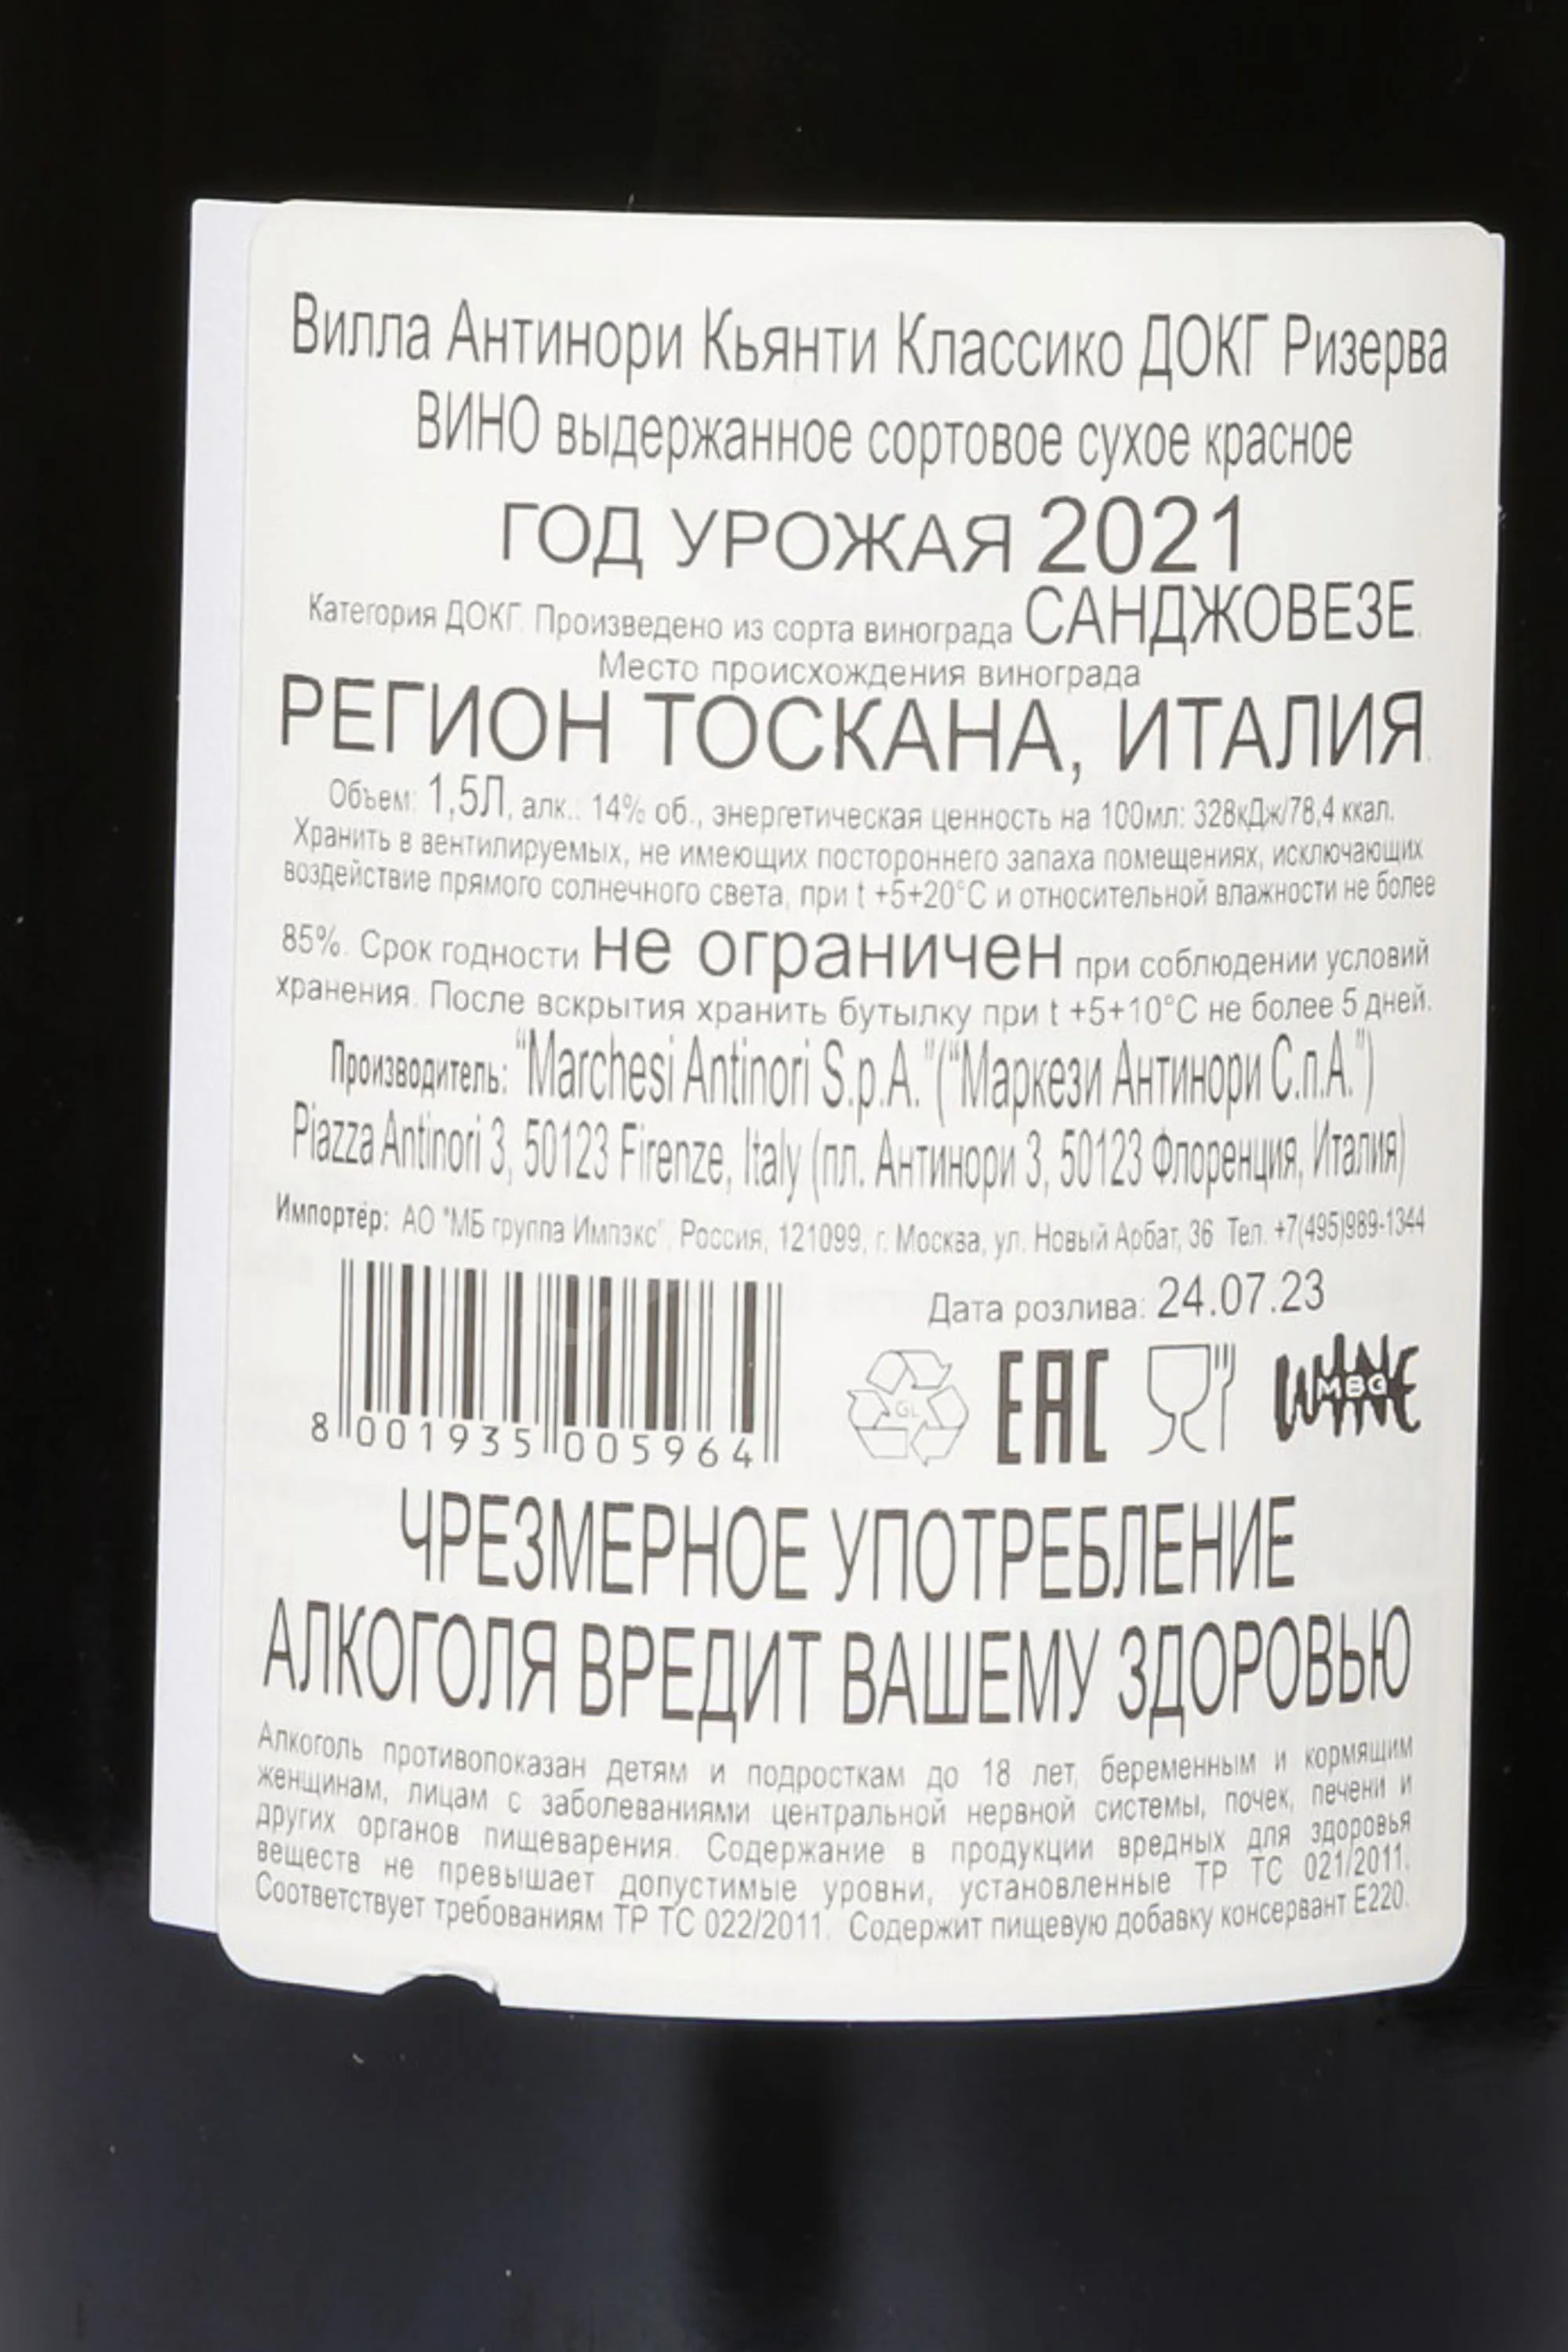 Вилла Антинори Кьянти Классико ДОКГ Ризерва
ВИНО выдержанное сортовое сухое красное
ГОД УРОЖАЯ 2021
Категория ДОКГ. Произведено из сорта винограда САНДЖОВЕЗЕ.
Место происхождения винограда
РЕГИОН ТОСКАНА, ИТАЛИЯ.
Объем: 1,5Л, алк.: 14% об., энергетическая ценность на 100мл: 328кДж/78,4 ккал.
Хранить в вентилируемых, не имеющих постороннего запаха помещениях, исключающих
воздействие прямого солнечного света, при t +5+20°C и относительной влажности не более
85%. Срок годности не ограничен при соблюдении условий
хранения. После вскрытия хранить бутылку при t +5+10°C не более 5 дней.
Производитель: "Marchesi Antinori S.p.A."("Маркези Антинори С.п.А.")
Piazza Antinori 3, 50123 Firenze, Italy (пл. Антинори 3, 50123 Флоренция, Италия)
Импортёр: АО "МБ группа Импэкс". Россия, 121099, г. Москва, ул. Новый Арбат, 36 Тел. +7(495)989-1344
Дата розлива: 24.07.23
GL EAC WINE MBG
8 001935 005964
ЧРЕЗМЕРНОЕ УПОТРЕБЛЕНИЕ
АЛКОГОЛЯ ВРЕДИТ ВАШЕМУ ЗДОРОВЬЮ
Алкоголь противопоказан детям и подросткам до 18 лет, беременным и кормящим
женщинам, лицам с заболеваниями центральной нервной системы, почек, печени и
других органов пищеварения. Содержание в продукции вредных для здоровья
веществ не превышает допустимые уровни, установленные ТР ТС 021/2011.
Соответствует требованиям ТР ТС 022/2011. Содержит пищевую добавку консервант Е220.